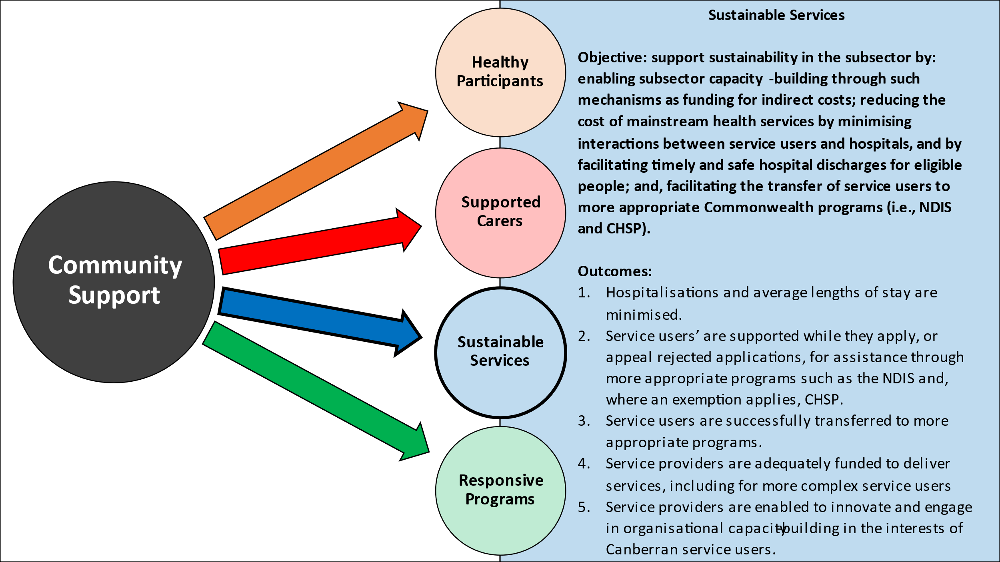 Community
Support
Healthy
Participants
Supported
Carers
Sustainable
Services
Responsive
Programs
Sustainable Services
Objective: support sustainability in the subsector by:
enabling subsector capacity -building through such
mechanisms as funding for indirect costs; reducing the
cost of mainstream health services by minimising
interactions between service users and hospitals, and by
facilitating timely and safe hospital discharges for eligible
people; and, facilitating the transfer of service users to
more appropriate Commonwealth programs (i.e., NDIS
and CHSP).
Outcomes:
1. Hospitalisations and average lengths of stay are
minimised.
2. Service users’ are supported while they apply, or
appeal rejected applications, for assistance through
more appropriate programs such as the NDIS and,
where an exemption applies, CHSP.
3. Service users are successfully transferred to more
appropriate programs.
4. Service providers are adequately funded to deliver
services, including for more complex service users
5. Service providers are enabled to innovate and engage
in organisational capacity-building in the interests of
Canberran service users.